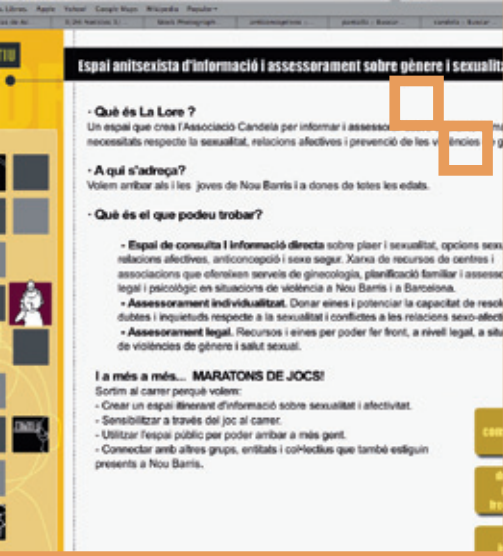 Apple Yahoo! Google Maps Wikipedia Popular
Espai anitsexista d'informació i assessorament sobre gènere i sexualita
· Què és La Lore ?
Un espai que crea l'Associació Candela per informar i assessor
necessitats respecte la sexualitat, relacions afectives i prevenció de les
· A qui s'adreça?
Volem arribar als i les joves de Nou Barris i a dones de totes les edats.
· Què és el que podeu trobar?
- Espai de consulta I informació directa sobre plaer i sexualitat, opcions sexu
relacions afectives, anticoncepció i sexe segur. Xarxa de recursos de centres i
associacions que ofereixen serveis de ginecologia, planificació familiar i assess
legal i psicològic en situacions de violència a Nou Barris i a Barcelona.
- Assessorament individualitzat. Donar eines i potenciar la capacitat de resol
dubtes i inquietuds respecte a la sexualitat i conflictes a les relacions sexo-afecti
- Assesorament legal. Recursos i eines per poder fer front, a nivell legal, a situ
de violències de gènere i salut sexual.
I a més a més... MARATONS DE JOCS!
Sortim al carrer perquè volem:
- Crear un espai itinerant d'informació sobre sexualitat i afectivitat.
- Sensibilitzar a través del joc al carrer.
- Utilitzar l'espai públic per poder arribar a més gent.
- Connectar amb altres grups, entitats i col•lectius que també estiguin
presents a Nou Barris.